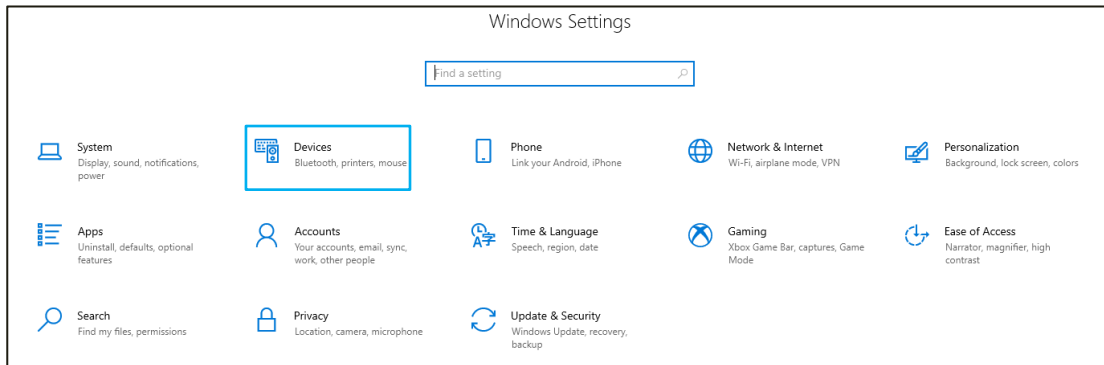 Windows Settings
Find a setting
System
Display, sound, notifications,
power
Devices
Bluetooth, printers, mouse
Phone
Link your Android, iPhone
Network & Internet
Wi-Fi, airplane mode, VPN
Personalization
Background, lock screen, colors
Apps
Uninstall, defaults, optional
features
Accounts
Your accounts, email, sync,
work, other people
Time & Language
Speech, region, date
Gaming
Xbox Game Bar, captures, Game
Mode
Ease of Access
Narrator, magnifier, high
contrast
Search
Find my files, permissions
Privacy
Location, camera, microphone
Update & Security
Windows Update, recovery,
backup